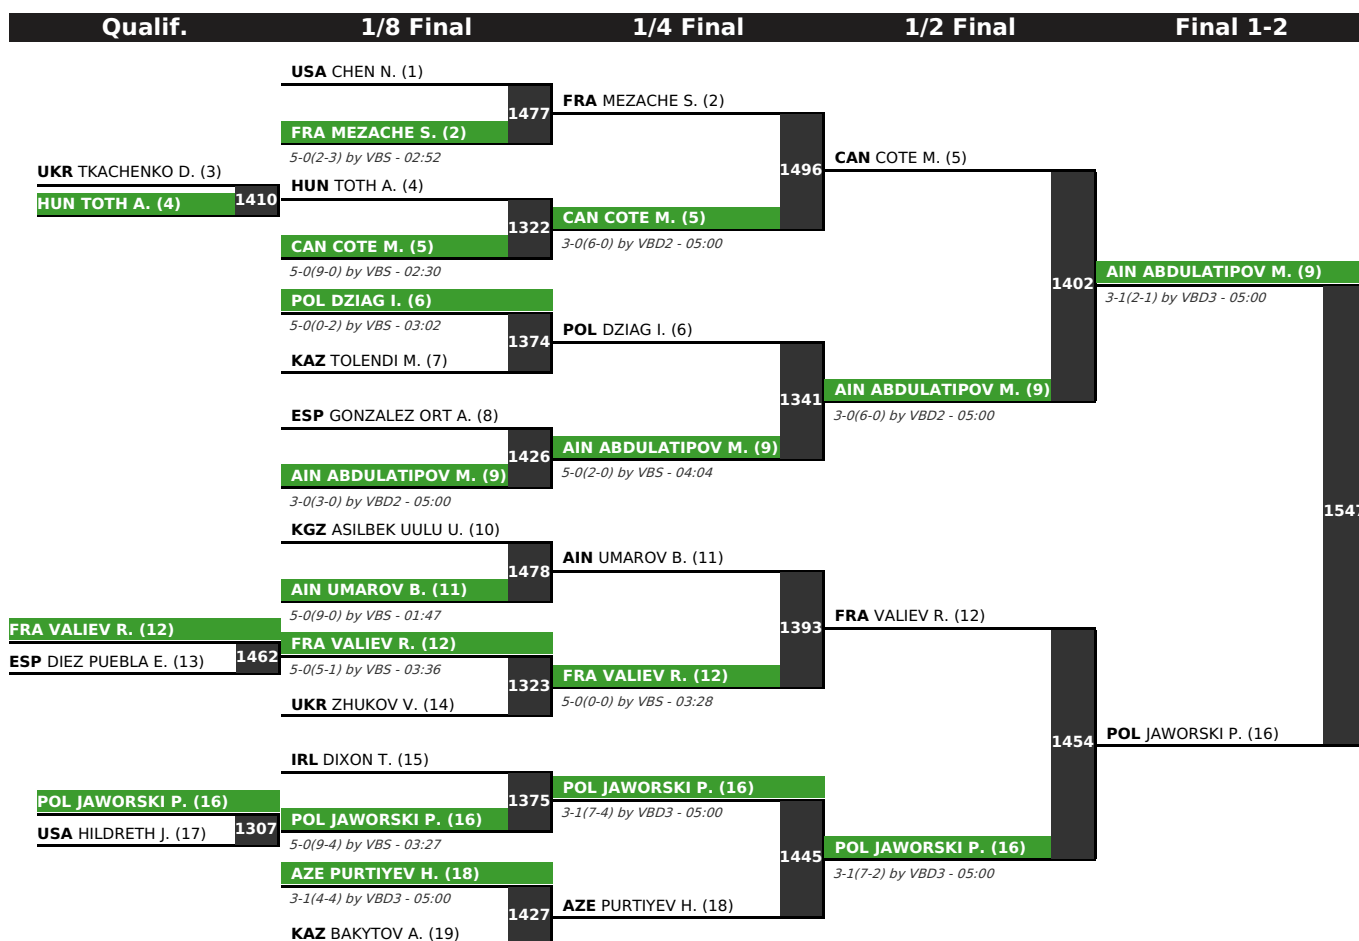 Qualif.
1/8 Final
1/4 Final
1/2 Final
Final 1-2
USA CHEN N. (1)
1477
FRA MEZACHE S. (2)
5-0(2-3) by VBS - 02:52
UKR TKACHENKO D. (3)
HUN TOTH A. (4)
1410
HUN TOTH A. (4)
1322
CAN COTE M. (5)
5-0(9-0) by VBS - 02:30
POL DZIAG I. (6)
5-0(0-2) by VBS - 03:02
1374
KAZ TOLENDI M. (7)
ESP GONZALEZ ORT A. (8)
1426
AIN ABDULATIPOV M. (9)
3-0(3-0) by VBD2 - 05:00
KGZ ASILBEK UULU U. (10)
1478
AIN UMAROV B. (11)
5-0(9-0) by VBS - 01:47
FRA VALIEV R. (12)
ESP DIEZ PUEBLA E. (13)
1462
FRA VALIEV R. (12)
5-0(5-1) by VBS - 03:36
1323
UKR ZHUKOV V. (14)
IRL DIXON T. (15)
1375
POL JAWORSKI P. (16)
5-0(9-4) by VBS - 03:27
POL JAWORSKI P. (16)
USA HILDRETH J. (17)
1307
AZE PURTIYEV H. (18)
3-1(4-4) by VBD3 - 05:00
1427
KAZ BAKYTOV A. (19)
FRA MEZACHE S. (2)
1496
CAN COTE M. (5)
3-0(6-0) by VBD2 - 05:00
POL DZIAG I. (6)
1341
AIN ABDULATIPOV M. (9)
5-0(2-0) by VBS - 04:04
AIN UMAROV B. (11)
1393
FRA VALIEV R. (12)
5-0(0-0) by VBS - 03:28
POL JAWORSKI P. (16)
3-1(7-4) by VBD3 - 05:00
1445
AZE PURTIYEV H. (18)
CAN COTE M. (5)
1402
AIN ABDULATIPOV M. (9)
3-0(6-0) by VBD2 - 05:00
FRA VALIEV R. (12)
1454
POL JAWORSKI P. (16)
3-1(7-2) by VBD3 - 05:00
AIN ABDULATIPOV M. (9)
3-1(2-1) by VBD3 - 05:00
1547
POL JAWORSKI P. (16)